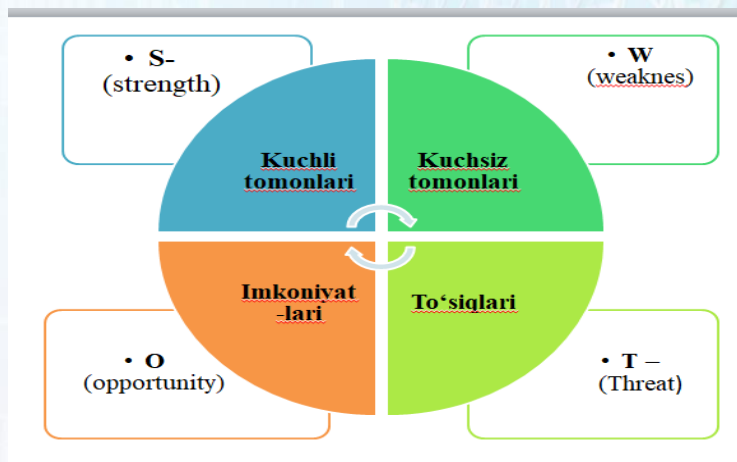 • S-
(strength)
• W
(weaknes)
Kuchli
tomonlari
Kuchsiz
tomonlari
Imkoniyat
-lari
To‘siqlari
• O
(opportunity)
• T –
(Threat)